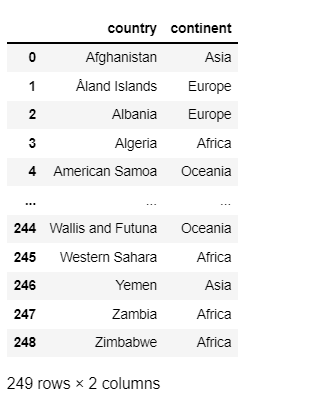 country continent
0 Afghanistan Asia
1 Åland Islands Europe
2 Albania Europe
3 Algeria Africa
4 American Samoa Oceania
... ... ...
244 Wallis and Futuna Oceania
245 Western Sahara Africa
246 Yemen Asia
247 Zambia Africa
248 Zimbabwe Africa
249 rows × 2 columns